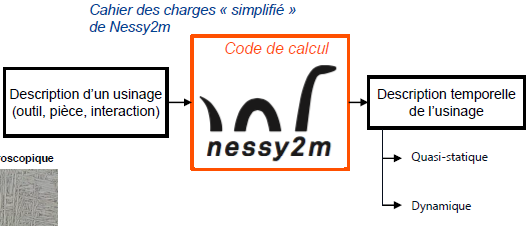 Cahier des charges « simplifié »
de Nessy2m
Code de calcul
Description d'un usinage
(outil, pièce, interaction)
nessy2m
Description temporelle
de l'usinage
Quasi-statique
Dynamique
roscopique